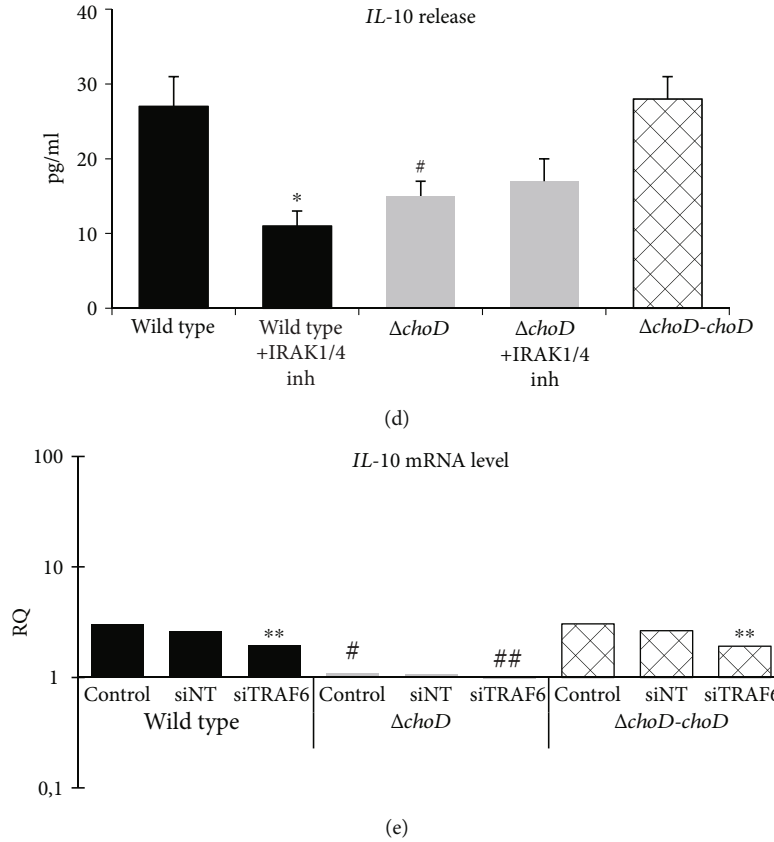 IL-10 release
40
30
20
10
0
pg/ml
*
#
Wild type
Wild type
+IRAK1/4
inh
ΔchoD
ΔchoD
+IRAK1/4
inh
ΔchoD-choD
(d)
IL-10 mRNA level
100
10
1
0,1
RQ
**
#
##
**
Control siNT siTRAF6 Control siNT siTRAF6 Control siNT siTRAF6
Wild type ΔchoD ΔchoD-choD
(e)